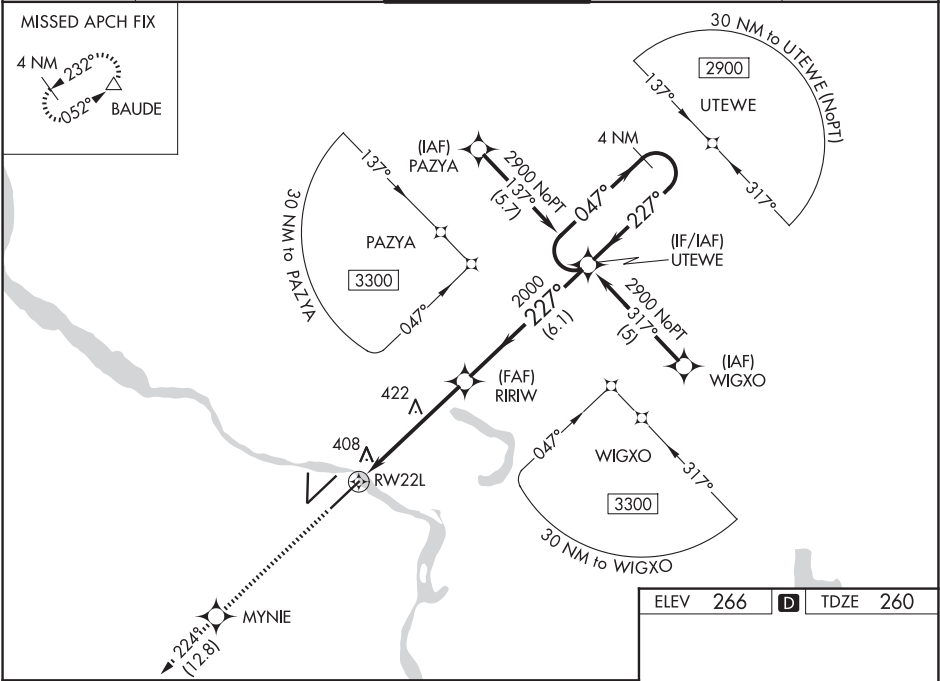 MISSED APCH FIX
4 NM
232°
052°
BAUDE
30 NM to UTEWE (NoPT)
2900
137°
UTEWE
317°
(IAF)
PAZYA
2900 NoPT
137°
(5.7)
4 NM
047°
227°
(IF/IAF)
UTEWE
137°
PAZYA
3300
047°
30 NM to PAZYA
2000
227°
(6.1)
2900 NoPT
317°
(5)
(IAF)
WIGXO
(FAF)
RIRIW
422
408
RW22L
047°
WIGXO
317°
3300
30 NM to WIGXO
MYNIE
224°
(12.8)
ELEV 266 D TDZE 260